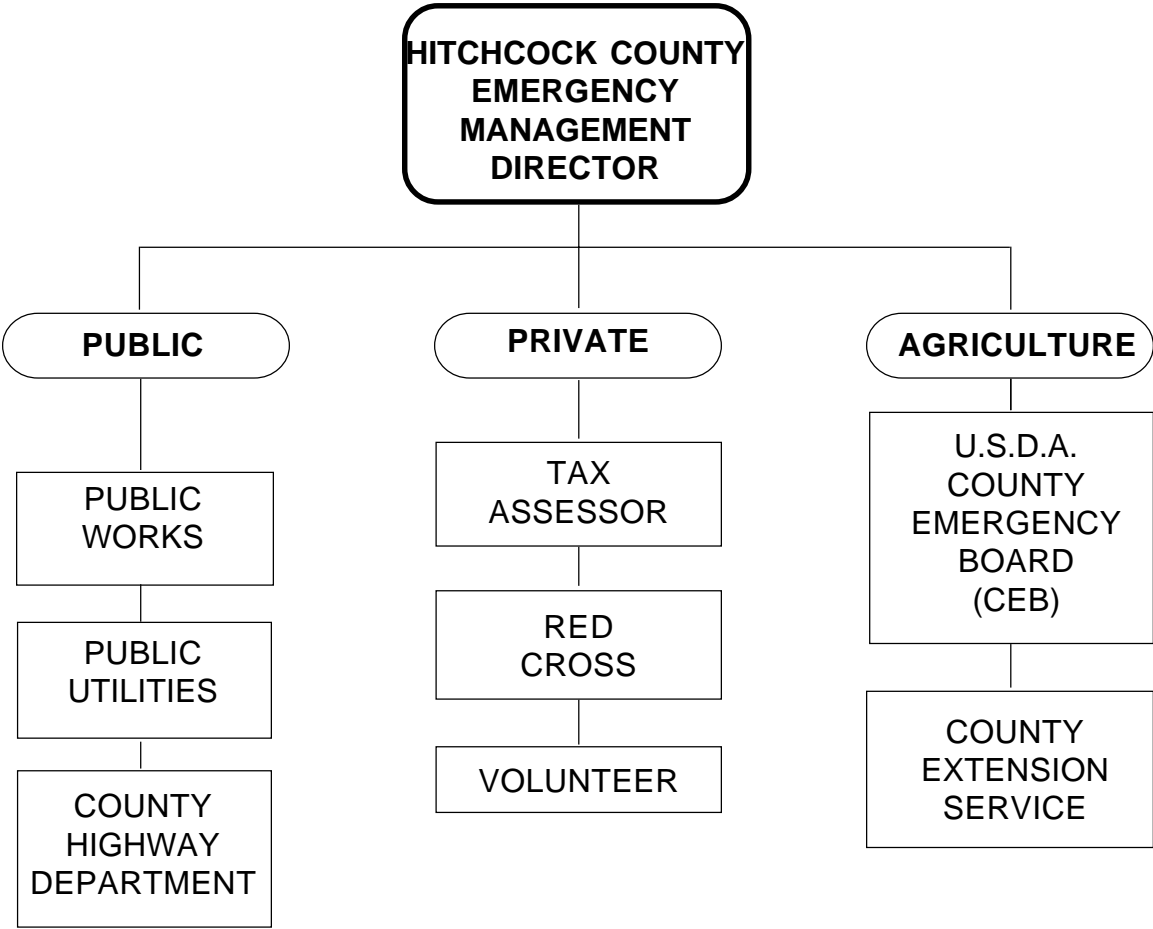 HITCHCOCK COUNTY
EMERGENCY
MANAGEMENT
DIRECTOR
PUBLIC
PRIVATE
AGRICULTURE
PUBLIC
WORKS
PUBLIC
UTILITIES
COUNTY
HIGHWAY
DEPARTMENT
TAX
ASSESSOR
RED
CROSS
VOLUNTEER
U.S.D.A.
COUNTY
EMERGENCY
BOARD
(CEB)
COUNTY
EXTENSION
SERVICE